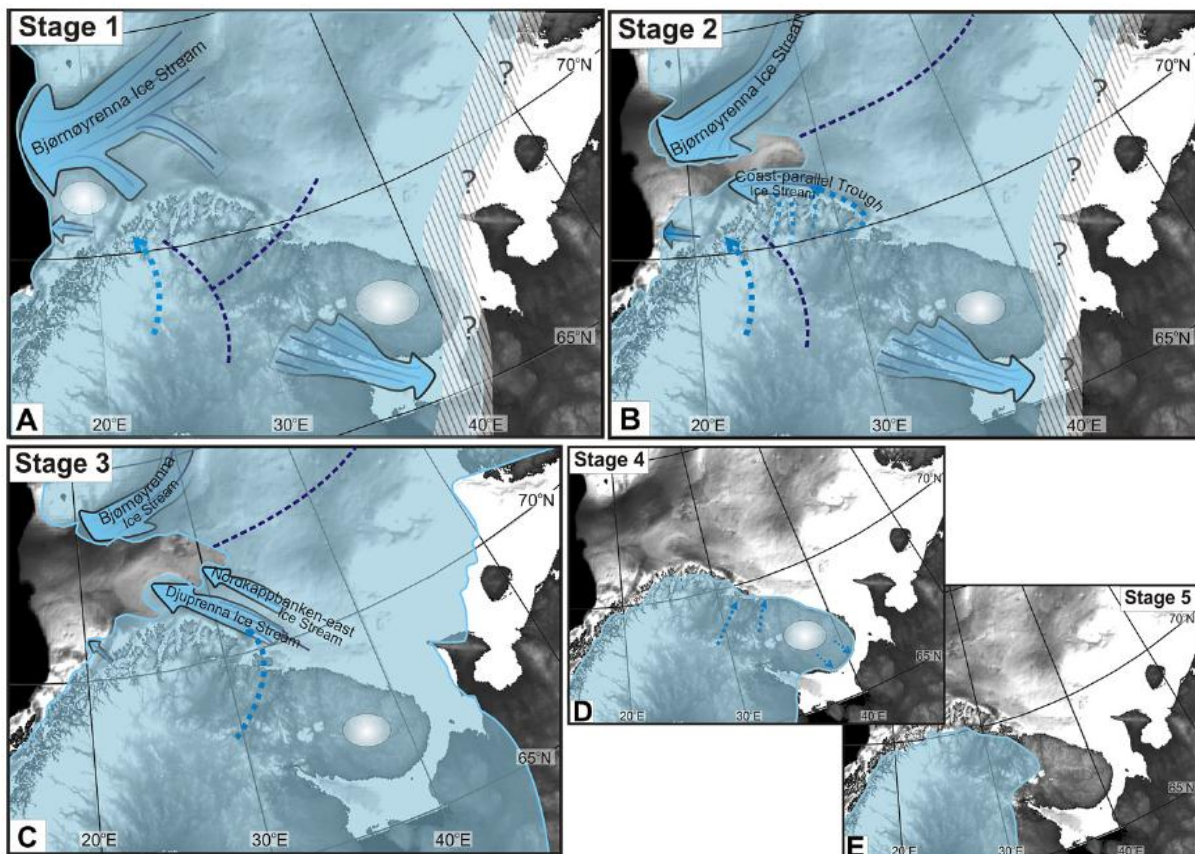 Stage 1
Bjørnøyrenna Ice Stream
?
70°N
?
65°N
A
20°E
30°E
40°E
Stage 2
Bjørnøyrenna Ice Stream
?
70°N
Coast-parallel Trough
Ice Stream
?
?
?
65°N
B
20°E
30°E
40°E
Stage 3
Bjørnøyrenna
Ice Stream
70°N
Nordkappbanken-east
Ice Stream
Djuprenna Ice Stream
65°N
C
20°E
30°E
40°E
Stage 4
70°N
65°N
D
20°E
30°E
40°E
Stage 5
70°N
65°N
E
20°E
30°E
40°E